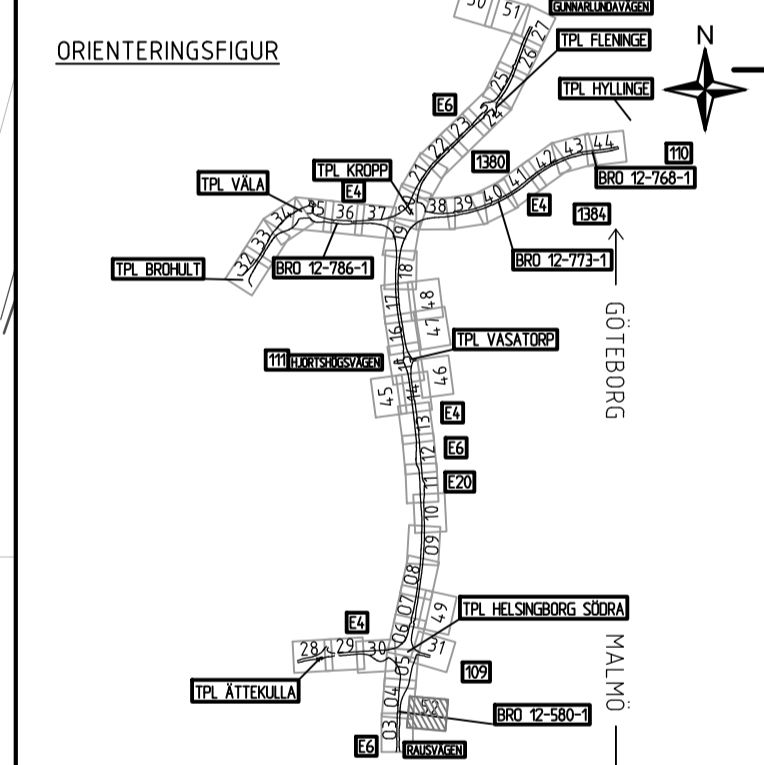 50
51
27
GUNNARLUNDAVÄGEN
ORIENTERINGSFIGUR
TPL FLENINGE
26
N
25
24
TPL HYLLINGE
E6
23
22
21
1380
44
43
42
41
40
39
38
110
TPL KROPP
E4
TPL VÄLA
BRO 12-768-1
20
E4
1384
37
36
35
34
33
32
19
TPL BROHULT
BRO 12-786-1
BRO 12-773-1
18
48
17
47
16
TPL VASATORP
GÖTEBORG
111
HJORTSHÖGSVÄGEN
15
46
14
45
E4
13
E6
12
E20
11
10
09
08
07
TPL HELSINGBORG SÖDRA
49
E4
06
28
29
30
31
05
109
MALMÖ
TPL ÄTTEKULLA
04
52
BRO 12-580-1
03
E6
RAUSVÄGEN